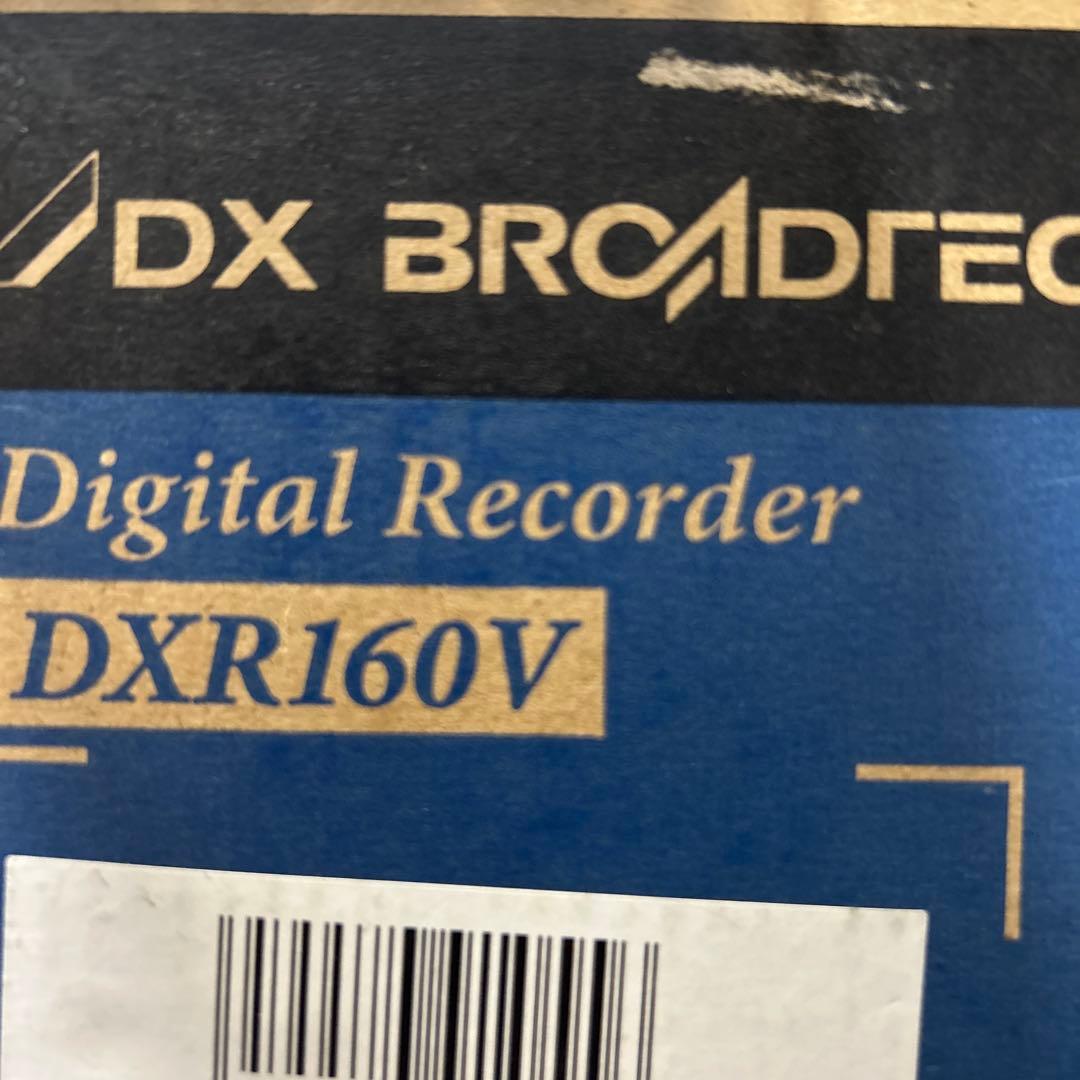 DX BROADTEC
Digital Recorder
DXR160V